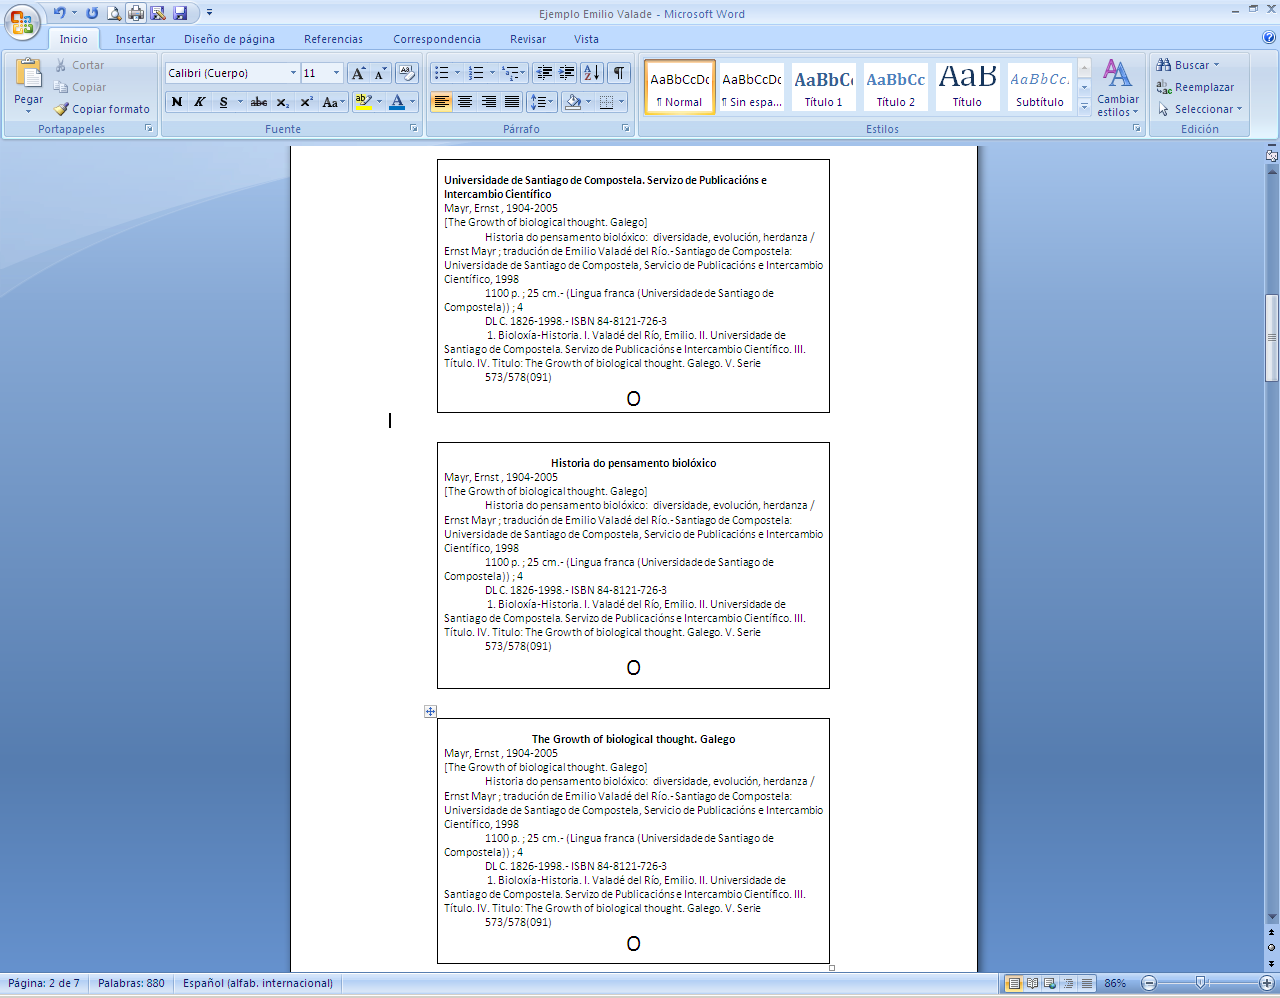 Ejemplo Emilio Valade - Microsoft Word
Inicio Insertar Diseño de página Referencias Correspondencia Revisar Vista
Pegar
Cortar
Copiar
Copiar formato
Portapapeles
Calibri (Cuerpo) 11
N K S abc x₂ x² Aa
Fuente
Párrafo
AaBbCcDc AaBbCcDc AaBbCc AaBbCc AaB AaBbCc.
¶ Normal ¶ Sin espa... Título 1 Título 2 Título Subtítulo
Cambiar estilos
Estilos
Buscar
Reemplazar
Seleccionar
Edición
Universidade de Santiago de Compostela. Servizo de Publicacións e
Intercambio Científico
Mayr, Ernst , 1904-2005
[The Growth of biological thought. Galego]
Historia do pensamento biolóxico: diversidade, evolución, herdanza /
Ernst Mayr ; tradución de Emilio Valadé del Río.- Santiago de Compostela:
Universidade de Santiago de Compostela, Servicio de Publicacións e Intercambio
Científico, 1998
1100 p. ; 25 cm.- (Lingua franca (Universidade de Santiago de
Compostela)) ; 4
DL C. 1826-1998.- ISBN 84-8121-726-3
1. Bioloxía-Historia. I. Valadé del Río, Emilio. II. Universidade de
Santiago de Compostela. Servizo de Publicacións e Intercambio Científico. III.
Título. IV. Titulo: The Growth of biological thought. Galego. V. Serie
573/578(091)
O
Historia do pensamento biolóxico
Mayr, Ernst , 1904-2005
[The Growth of biological thought. Galego]
Historia do pensamento biolóxico: diversidade, evolución, herdanza /
Ernst Mayr ; tradución de Emilio Valadé del Río.- Santiago de Compostela:
Universidade de Santiago de Compostela, Servicio de Publicacións e Intercambio
Científico, 1998
1100 p. ; 25 cm.- (Lingua franca (Universidade de Santiago de
Compostela)) ; 4
DL C. 1826-1998.- ISBN 84-8121-726-3
1. Bioloxía-Historia. I. Valadé del Río, Emilio. II. Universidade de
Santiago de Compostela. Servizo de Publicacións e Intercambio Científico. III.
Título. IV. Titulo: The Growth of biological thought. Galego. V. Serie
573/578(091)
O
The Growth of biological thought. Galego
Mayr, Ernst , 1904-2005
[The Growth of biological thought. Galego]
Historia do pensamento biolóxico: diversidade, evolución, herdanza /
Ernst Mayr ; tradución de Emilio Valadé del Río.- Santiago de Compostela:
Universidade de Santiago de Compostela, Servicio de Publicacións e Intercambio
Científico, 1998
1100 p. ; 25 cm.- (Lingua franca (Universidade de Santiago de
Compostela)) ; 4
DL C. 1826-1998.- ISBN 84-8121-726-3
1. Bioloxía-Historia. I. Valadé del Río, Emilio. II. Universidade de
Santiago de Compostela. Servizo de Publicacións e Intercambio Científico. III.
Título. IV. Titulo: The Growth of biological thought. Galego. V. Serie
573/578(091)
O
Página: 2 de 7 Palabras: 880 Español (alfab. internacional) 86%